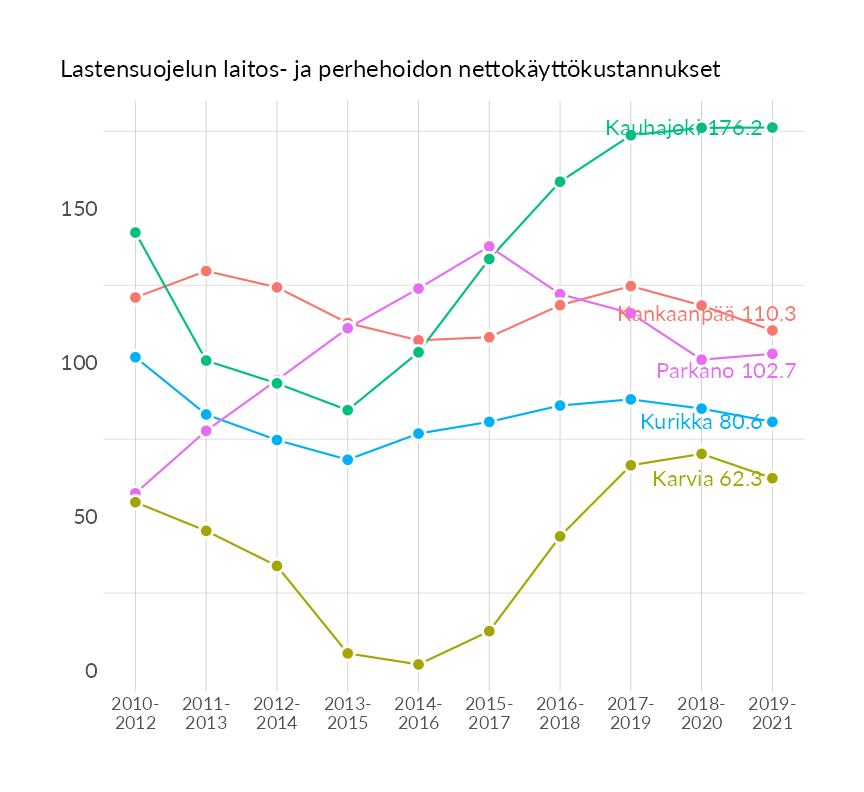 Lastensuojelun laitos- ja perhehoidon nettokäyttökustannukset
Kauhajoki 176.2
150
Kankaanpää 110.3
100
Parkano 102.7
Kurikka 80.6
Karvia 62.3
50
0
2010- 2011- 2012- 2013- 2014- 2015- 2016- 2017- 2018- 2019-
2012 2013 2014 2015 2016 2017 2018 2019 2020 2021